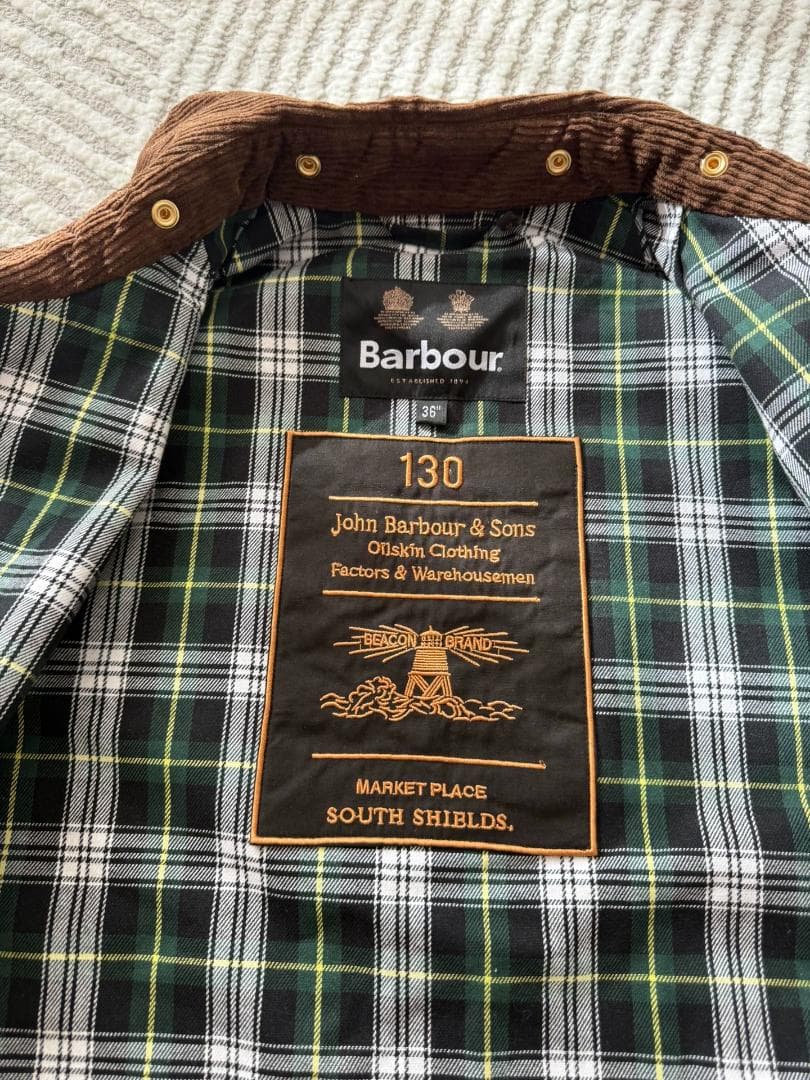 Barbour
ESTABLISHED 1894
36"
130
John Barbour & Sons
Oilskin Clothing
Factors & Warehousemen
BEACON BRAND
MARKET PLACE
SOUTH SHIELDS.